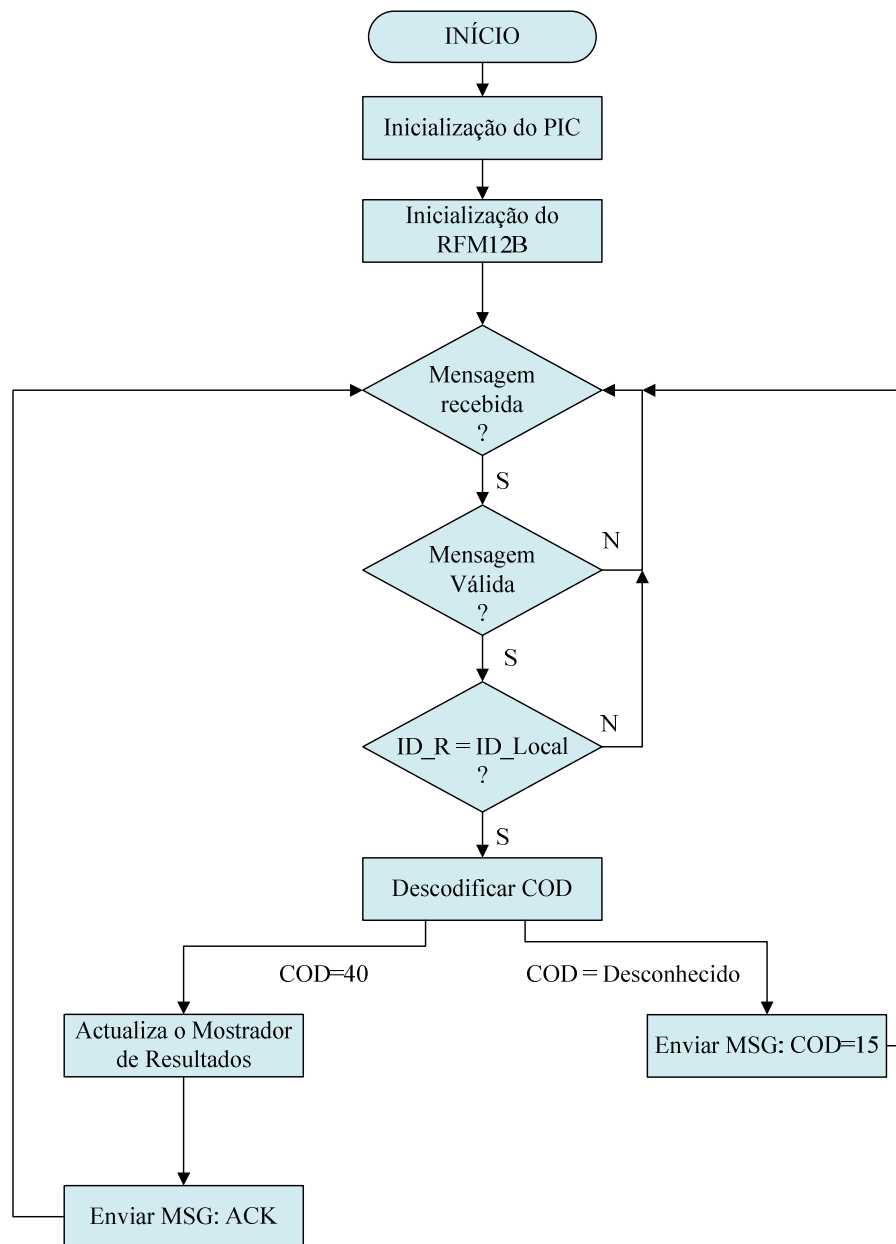 INÍCIO
Inicialização do PIC
Inicialização do
RFM12B
Mensagem
recebida
?
S
Mensagem
Válida
?
N
S
ID_R = ID_Local
?
N
S
Descodificar COD
COD=40
COD = Desconhecido
Actualiza o Mostrador
de Resultados
Enviar MSG: COD=15
Enviar MSG: ACK